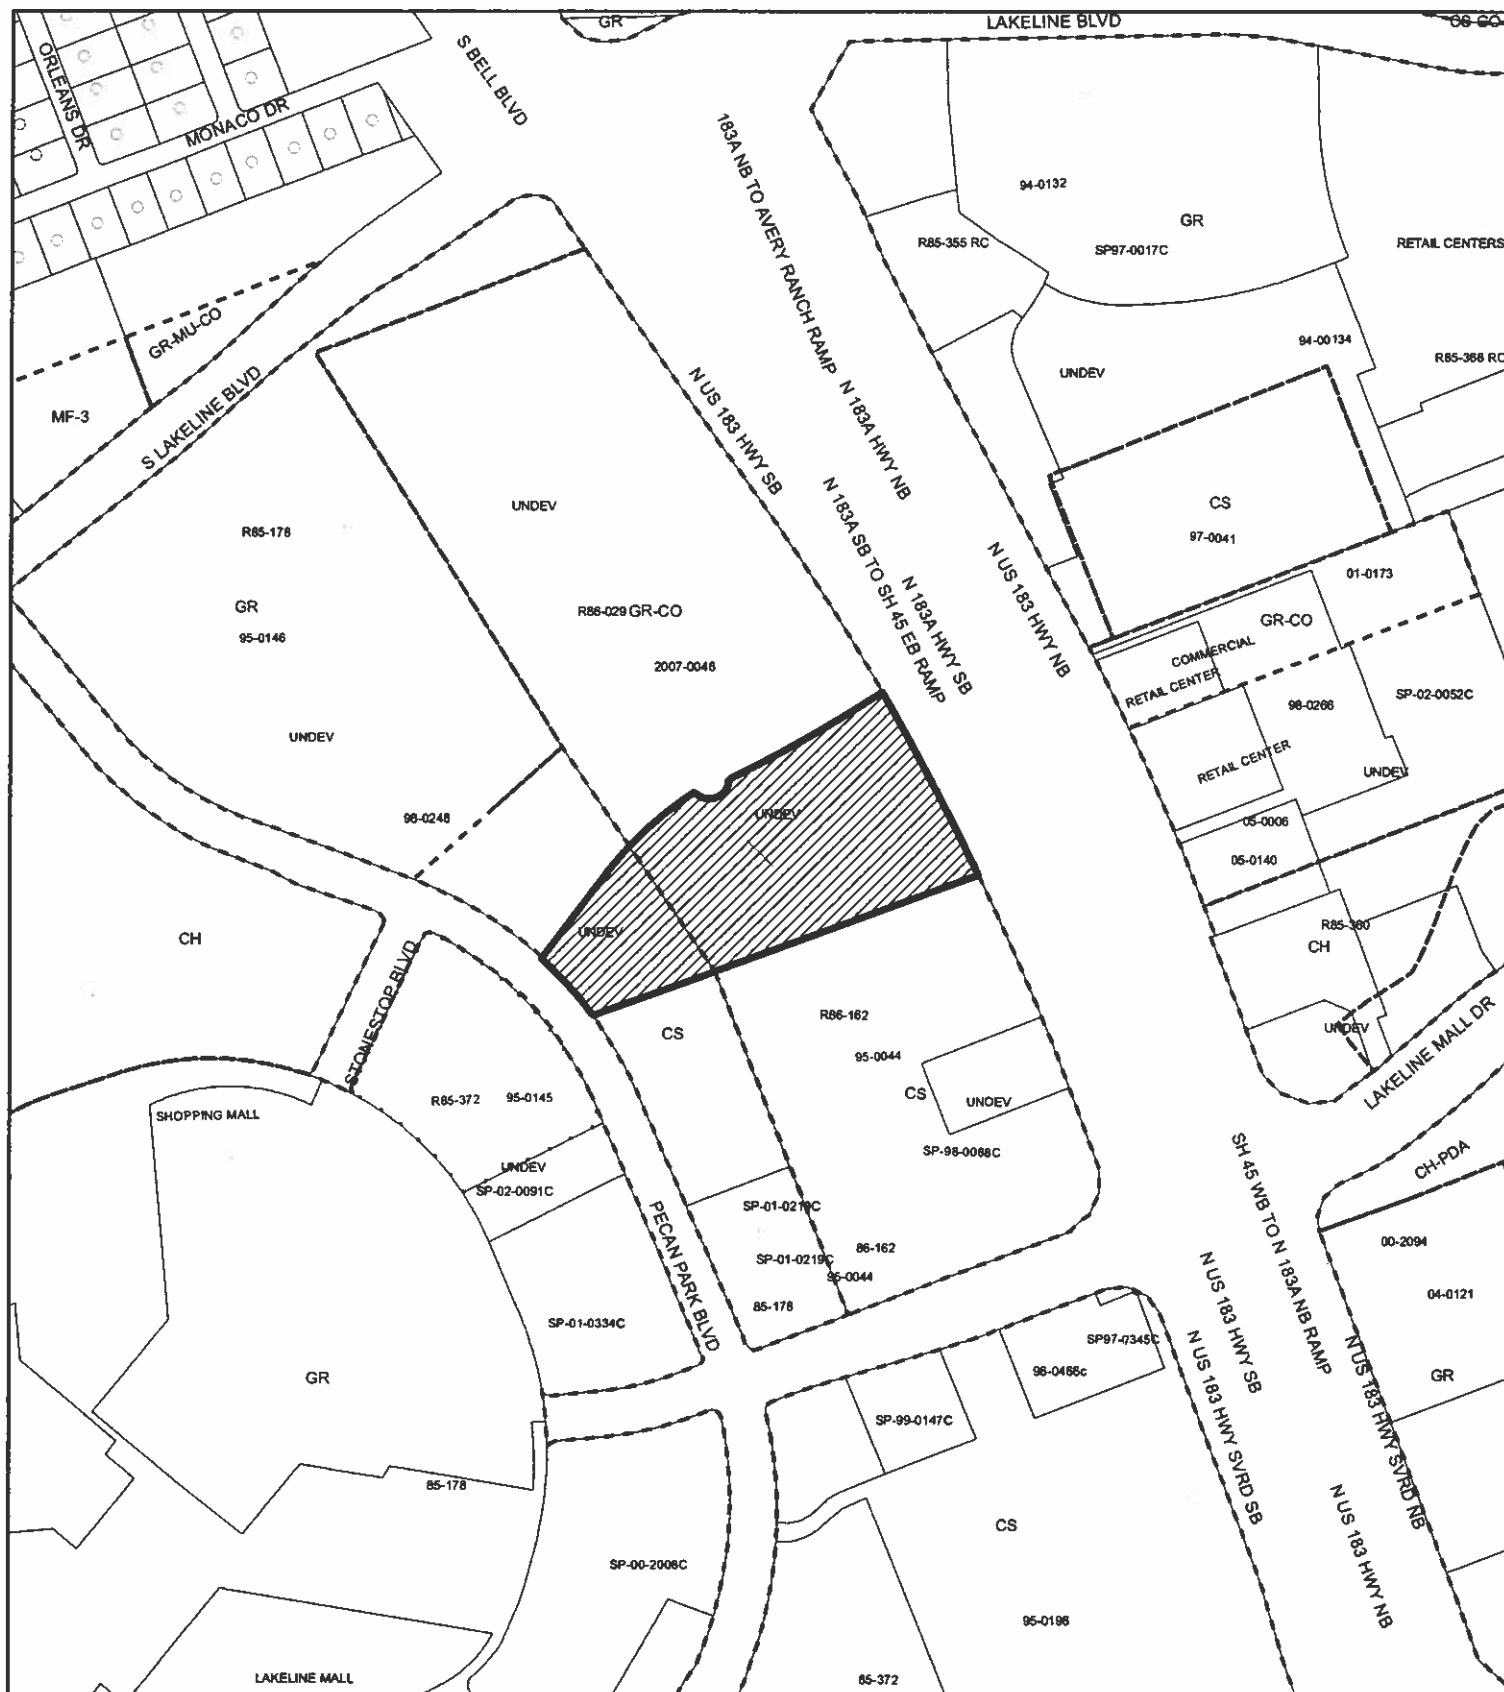 GR
LAKELINE BLVD
ORLEANS DR
S BELL BLVD
MONACO DR
183A NB TO AVERY RANCH RAMP
94-0132
GR
R85-355 RC
SP97-0017C
RETAIL CENTERS
GR-MU-CO
94-00134
R85-368 RC
UNDEV
MF-3
S LAKELINE BLVD
N US 183 HWY SB
N 183A HWY NB
UNDEV
CS
R85-178
97-0041
N 183A SB TO SH 45 EB RAMP
N US 183 HWY NB
01-0173
GR
R86-029 GR-CO
N 183A HWY SB
GR-CO
95-0146
COMMERCIAL
2007-0046
RETAIL CENTER
SP-02-0052C
98-0266
UNDEV
RETAIL CENTER
UNDEV
98-0248
UNDEV
05-0006
05-0140
UNDEV
R85-360
CH
CH
STONESTOP BLVD
CS
R86-162
UNDEV
95-0044
LAKELINE MALL DR
R85-372
95-0145
CS
UNDEV
SHOPPING MALL
SP-98-0068C
UNDEV
CH-PDA
SP-02-0091C
SP-01-0219C
SH 45 WB TO N 183A NB RAMP
PECAN PARK BLVD
86-162
00-2094
SP-01-0219C
95-0044
N US 183 HWY SB
04-0121
85-178
SP-01-0334C
SP97-0345C
GR
96-0466c
N US 183 HWY SVRD SB
N US 183 HWY SVRD NB
GR
SP-99-0147C
85-178
CS
N US 183 HWY NB
SP-00-2006C
95-0196
LAKELINE MALL
85-372